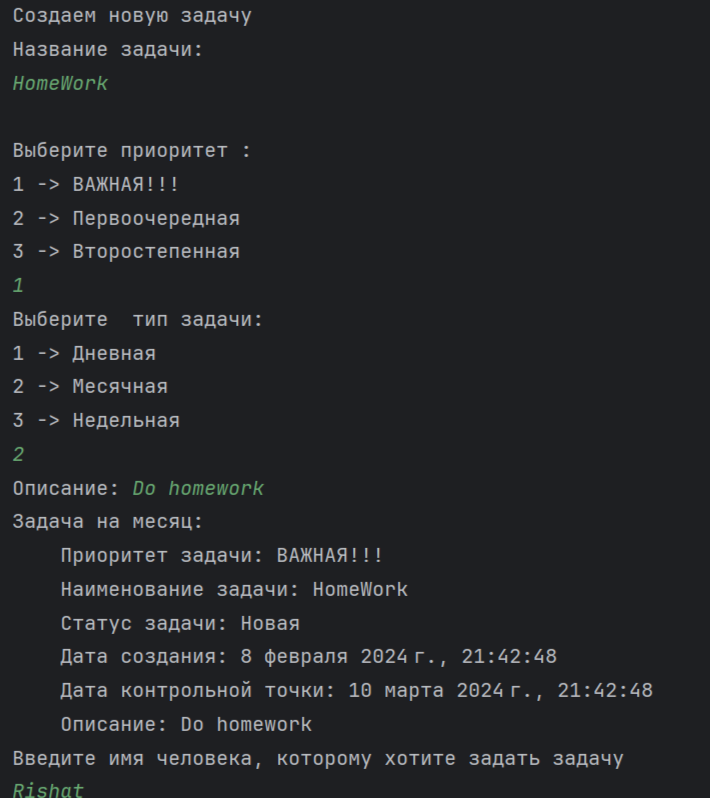 Создаем новую задачу
Название задачи:
HomeWork
Выберите приоритет :
1 -> ВАЖНАЯ!!!
2 -> Первоочередная
3 -> Второстепенная
1
Выберите  тип задачи:
1 -> Дневная
2 -> Месячная
3 -> Недельная
2
Описание: Do homework
Задача на месяц:
    Приоритет задачи: ВАЖНАЯ!!!
    Наименование задачи: HomeWork
    Статус задачи: Новая
    Дата создания: 8 февраля 2024 г., 21:42:48
    Дата контрольной точки: 10 марта 2024 г., 21:42:48
    Описание: Do homework
Введите имя человека, которому хотите задать задачу
Rishat